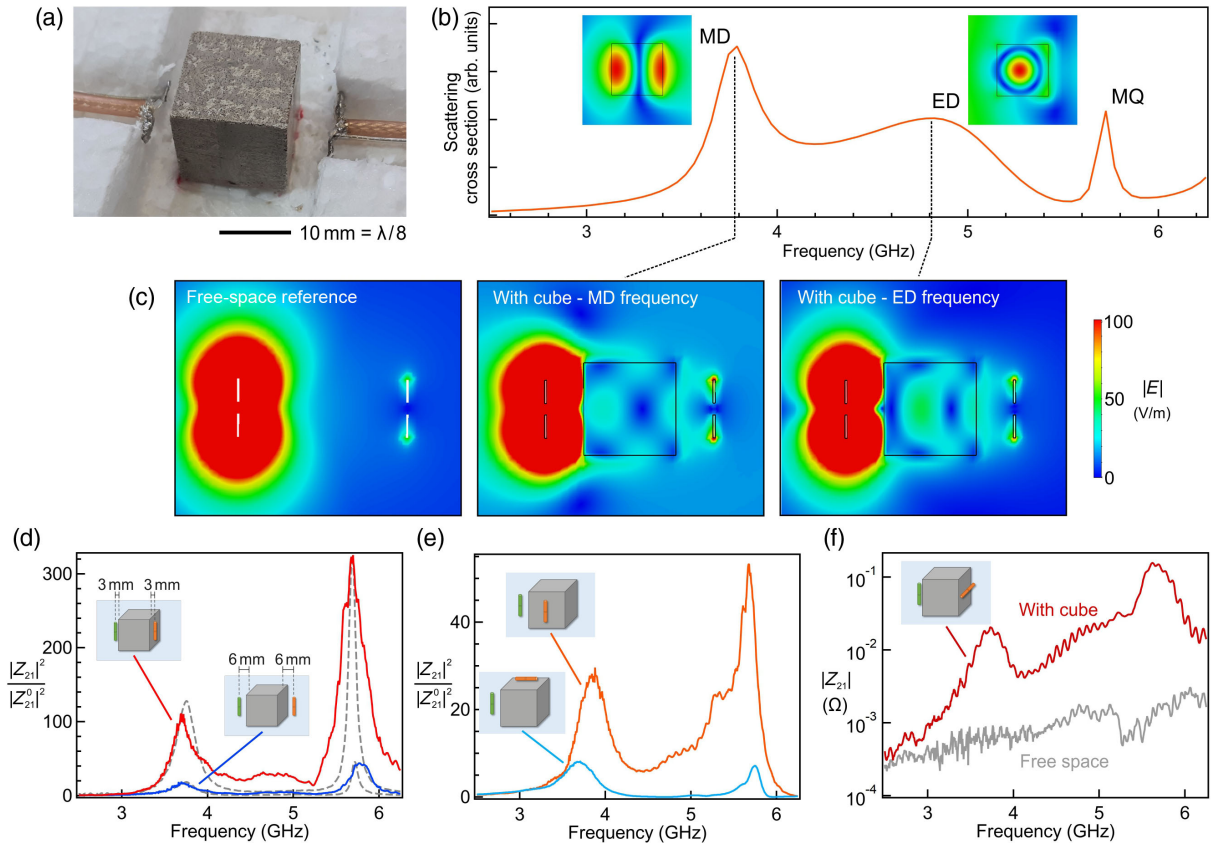 (a)
10 mm = λ/8
(b)
Scattering
cross section (arb. units)
MD
ED
MQ
3
4
5
6
Frequency (GHz)
(c)
Free-space reference
With cube - MD frequency
With cube - ED frequency
100
50
0
|E|
(V/m)
(d)
|Z21|²
|Z⁰21|²
300
200
100
0
3 mm
3 mm
6 mm
6 mm
3
4
5
6
Frequency (GHz)
(e)
|Z21|²
|Z⁰21|²
40
20
0
3
4
5
6
Frequency (GHz)
(f)
|Z21|
(Ω)
10⁻¹
10⁻²
10⁻³
10⁻⁴
With cube
Free space
3
4
5
6
Frequency (GHz)